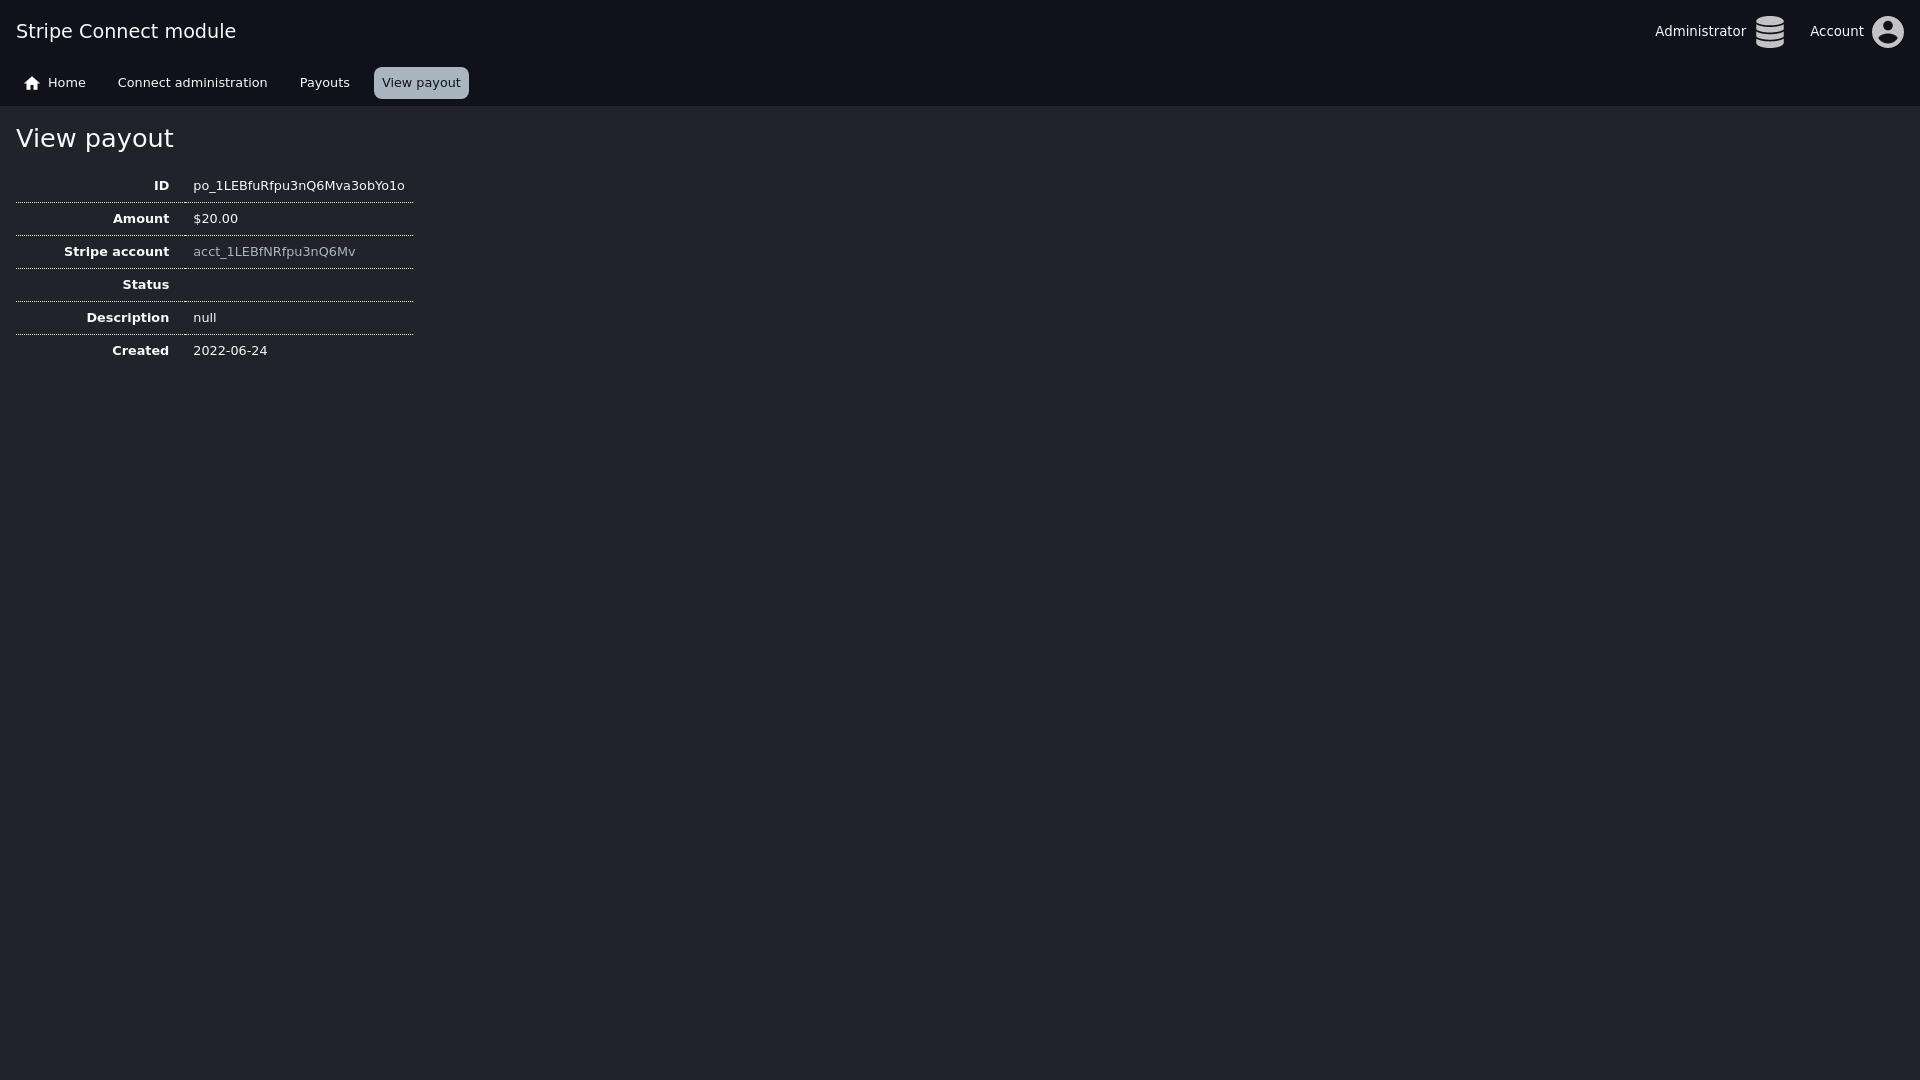 Stripe Connect module
Administrator
Account
Home
Connect administration
Payouts
View payout
View payout
ID po_1LEBfuRfpu3nQ6Mva3obYo1o
Amount $20.00
Stripe account acct_1LEBfNRfpu3nQ6Mv
Status
Description null
Created 2022-06-24